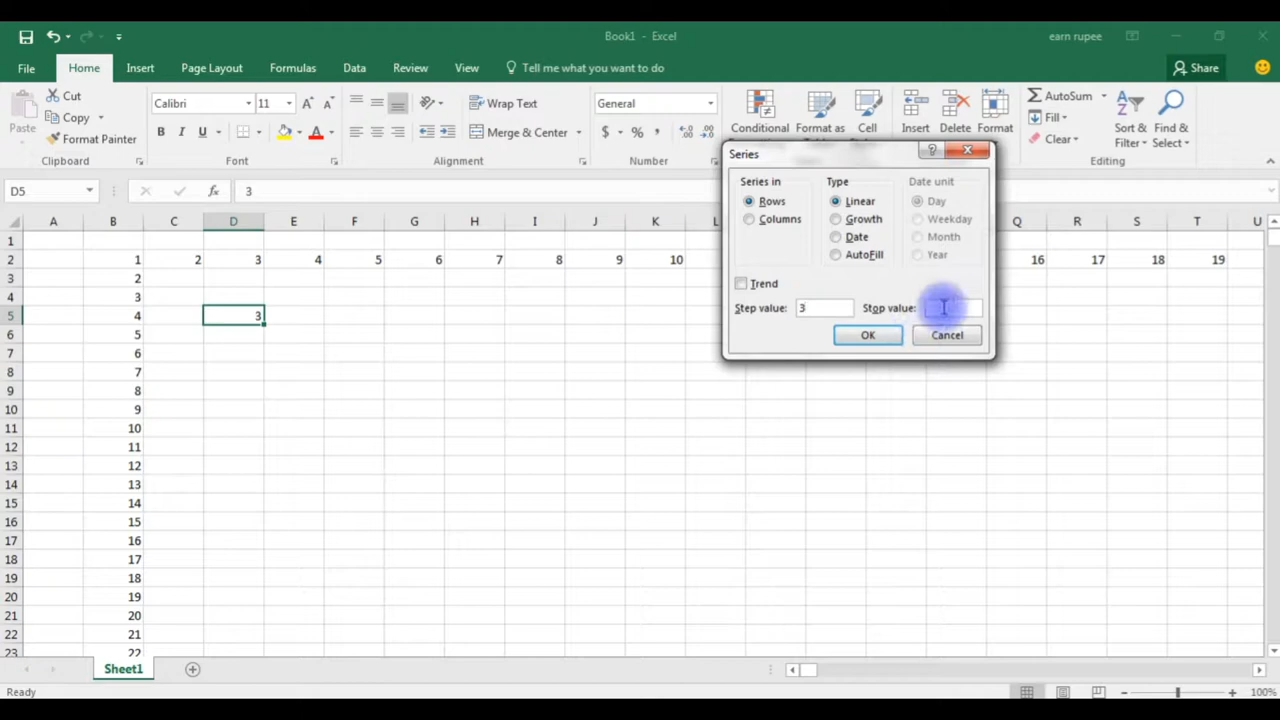 Book1 - Excel
earn rupee
File
Home
Insert
Page Layout
Formulas
Data
Review
View
Tell me what you want to do
Share
Paste
Cut
Copy
Format Painter
Clipboard
Calibri
11
B I U
Font
Wrap Text
Merge & Center
Alignment
General
$ % ,
Number
Conditional
Format as
Cell
Insert
Delete
Format
AutoSum
Fill
Clear
Sort &
Filter
Find &
Select
Editing
D5
fx
3
Series
Series in
Rows
Columns
Type
Linear
Growth
Date
AutoFill
Date unit
Day
Weekday
Month
Year
Trend
Step value: 3
Stop value:
OK
Cancel
A B C D E F G H I J K L Q R S T U
1
2 1 2 3 4 5 6 7 8 9 10 16 17 18 19
3 2
4 3
5 4 3
6 5
7 6
8 7
9 8
10 9
11 10
12 11
13 12
14 13
15 14
16 15
17 16
18 17
19 18
20 19
21 20
22 21
23 22
Sheet1
Ready
100%